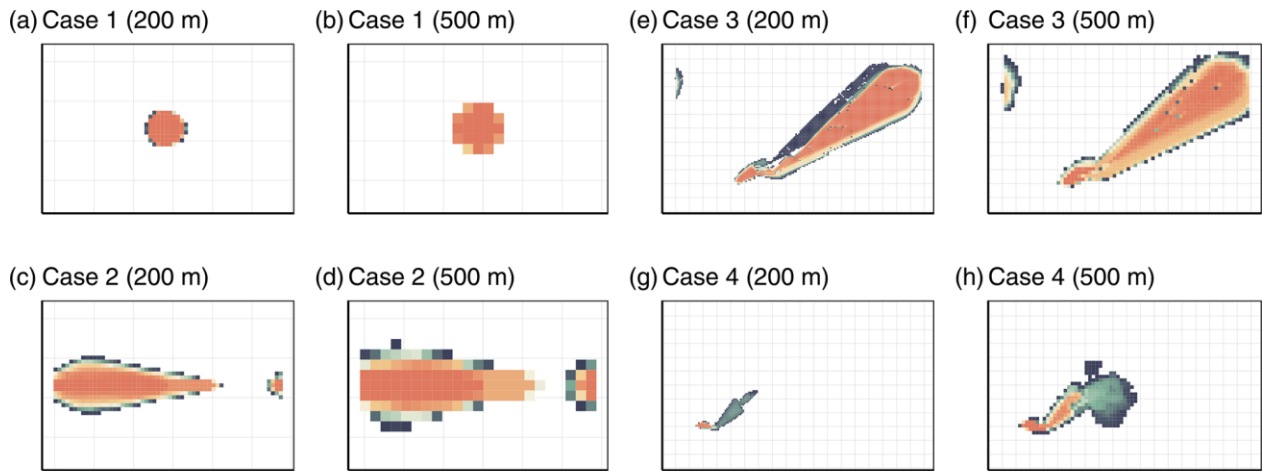 (a) Case 1 (200 m)
(b) Case 1 (500 m)
(e) Case 3 (200 m)
(f) Case 3 (500 m)
(c) Case 2 (200 m)
(d) Case 2 (500 m)
(g) Case 4 (200 m)
(h) Case 4 (500 m)